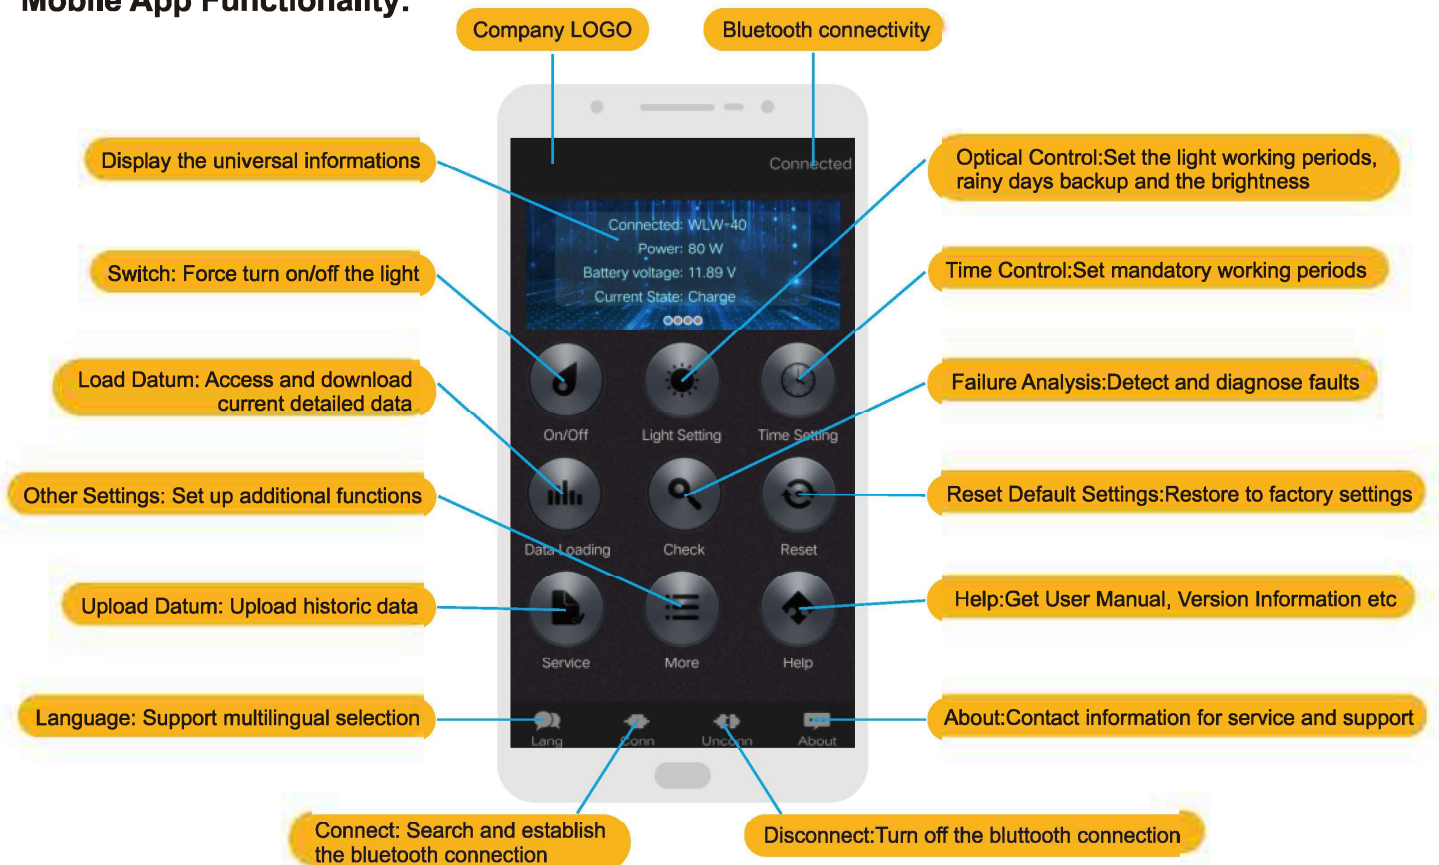 Mobile App Functionality:
Company LOGO
Bluetooth connectivity
Display the universal informations
Switch: Force turn on/off the light
Load Datum: Access and download
current detailed data
Other Settings: Set up additional functions
Upload Datum: Upload historic data
Language: Support multilingual selection
Connected
Connected: WLW-40
Power: 80 W
Battery voltage: 11.89 V
Current State: Charge
On/Off
Light Setting
Time Setting
Data Loading
Check
Reset
Service
More
Help
Lang
Conn
Unconn
About
Optical Control:Set the light working periods,
rainy days backup and the brightness
Time Control:Set mandatory working periods
Failure Analysis:Detect and diagnose faults
Reset Default Settings:Restore to factory settings
Help:Get User Manual, Version Information etc
About:Contact information for service and support
Connect: Search and establish
the bluetooth connection
Disconnect:Turn off the bluttooth connection